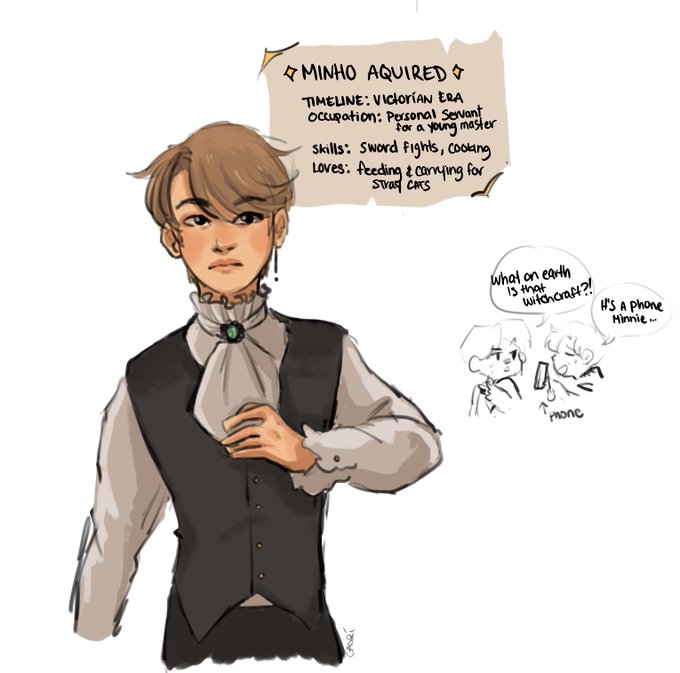 MINHO AQUIRED
TIMELINE: VICTORIAN ERA
OCCUPATION: PERSONAL SERVANT
FOR A YOUNG MASTER
SKILLS: SWORD FIGHTS, COOKING
LOVES: FEEDING & CARRYING FOR
STRAY CATS
WHAT ON EARTH
IS THAT
WITCHCRAFT?!
IT'S A PHONE
MINNIE...
PHONE
GADRÍ